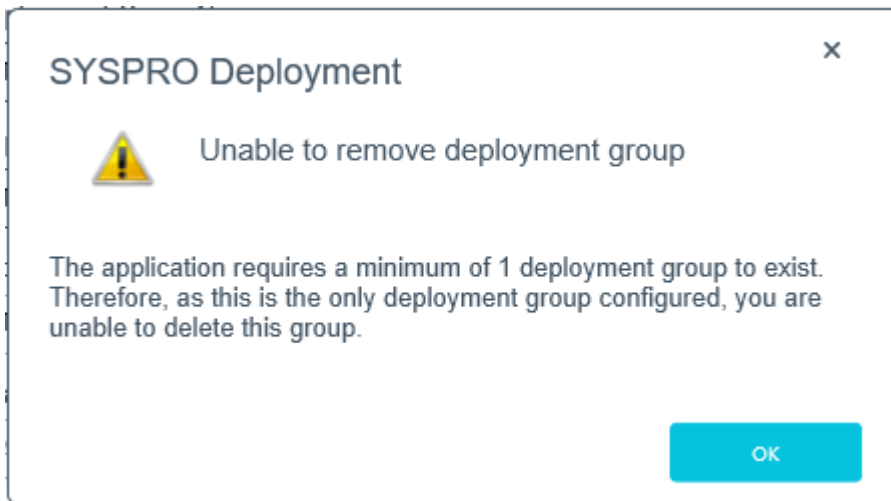 SYSPRO Deployment
Unable to remove deployment group
The application requires a minimum of 1 deployment group to exist.
Therefore, as this is the only deployment group configured, you are
unable to delete this group.
OK